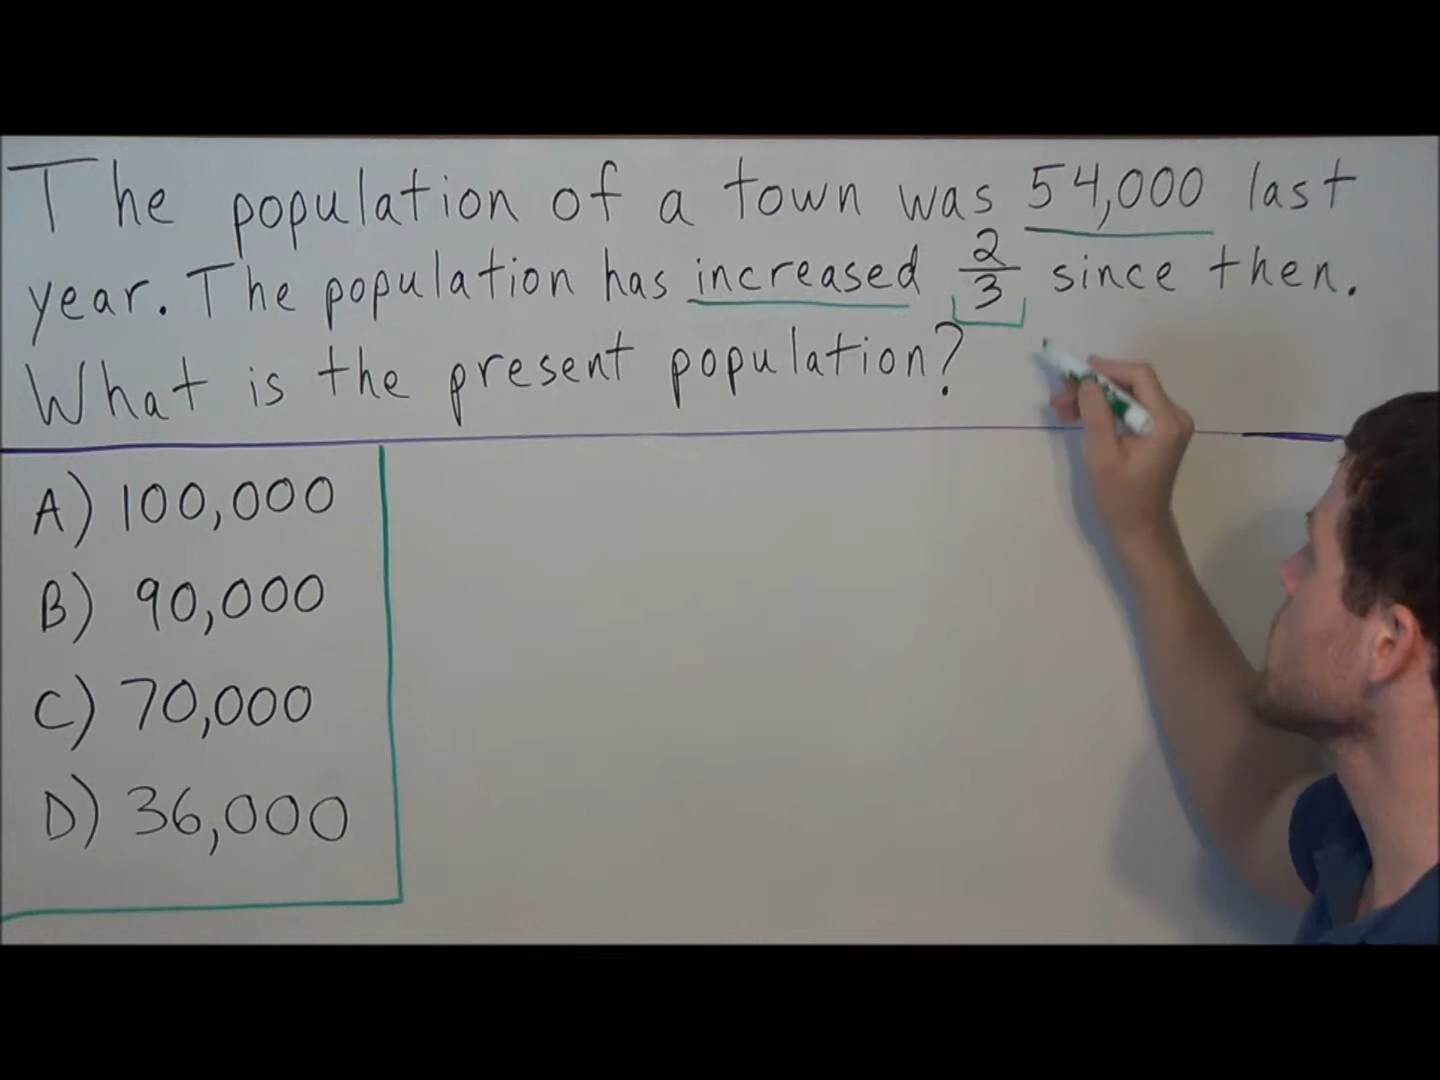 The population of a town was 54,000 last
year. The population has increased 2/3 since then.
What is the present population?
A) 100,000
B) 90,000
C) 70,000
D) 36,000